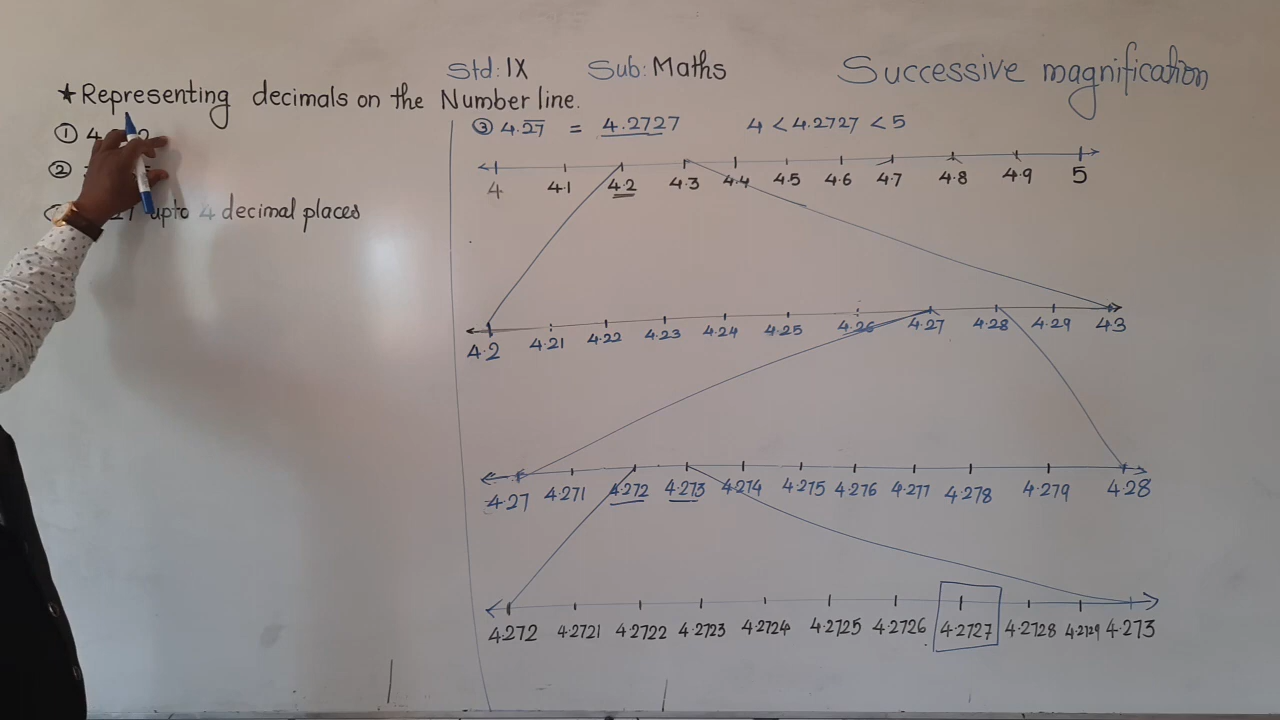 Std: IX Sub: Maths Successive magnification
★ Representing decimals on the Number line.
①
②
upto 4 decimal places
③ 4.2̅7̅ = 4.2727 4 < 4.2727 < 5
4 4.1 4.2 4.3 4.4 4.5 4.6 4.7 4.8 4.9 5
4.2 4.21 4.22 4.23 4.24 4.25 4.26 4.27 4.28 4.29 4.3
4.27 4.271 4.272 4.273 4.274 4.275 4.276 4.277 4.278 4.279 4.28
4.272 4.2721 4.2722 4.2723 4.2724 4.2725 4.2726 4.2727 4.2728 4.2729 4.273